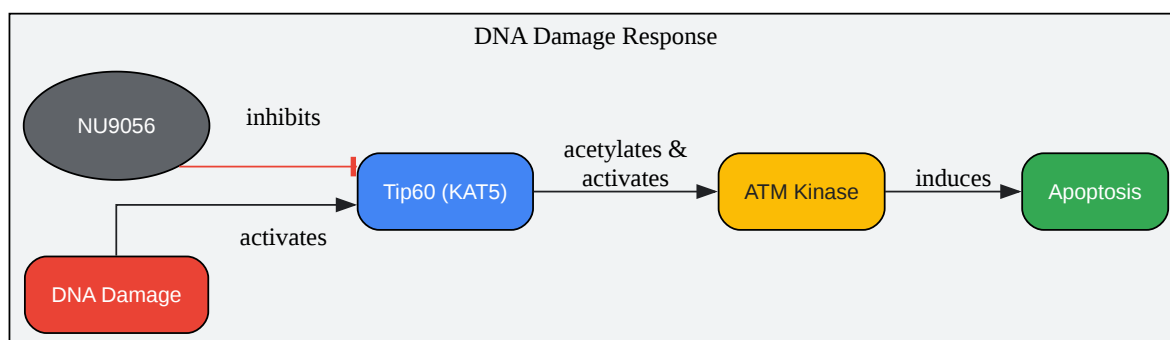 DNA Damage Response
NU9056
inhibits
Tip60 (KAT5)
acetylates &
activates
ATM Kinase
induces
Apoptosis
activates
DNA Damage